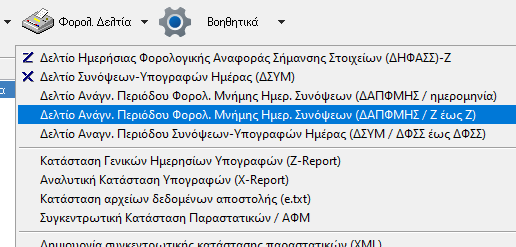 Φορολ. Δελτία Βοηθητικά
Δελτίο Ημερήσιας Φορολογικής Αναφοράς Σήμανσης Στοιχείων (ΔΗΦΑΣΣ)-Ζ
Δελτίο Συνόψεων-Υπογραφών Ημέρας (ΔΣΥΜ)
Δελτίο Ανάγν. Περιόδου Φορολ. Μνήμης Ημερ. Συνόψεων (ΔΑΠΦΜΗΣ / ημερομηνία)
Δελτίο Ανάγν. Περιόδου Φορολ. Μνήμης Ημερ. Συνόψεων (ΔΑΠΦΜΗΣ / Ζ έως Ζ)
Δελτίο Αναγν. Περιόδου Συνόψεων-Υπογραφών Ημέρας (ΔΣΥΜ / ΔΦΣΣ έως ΔΦΣΣ)
Κατάσταση Γενικών Ημερησίων Υπογραφών (Z-Report)
Αναλυτική Κατάσταση Υπογραφών (X-Report)
Κατάσταση αρχείων δεδομένων αποστολής (e.txt)
Συγκεντρωτική Κατάσταση Παραστατικών / ΑΦΜ
Δημιουργία συγκεντρωτικής κατάστασης παραστατικών (XML)